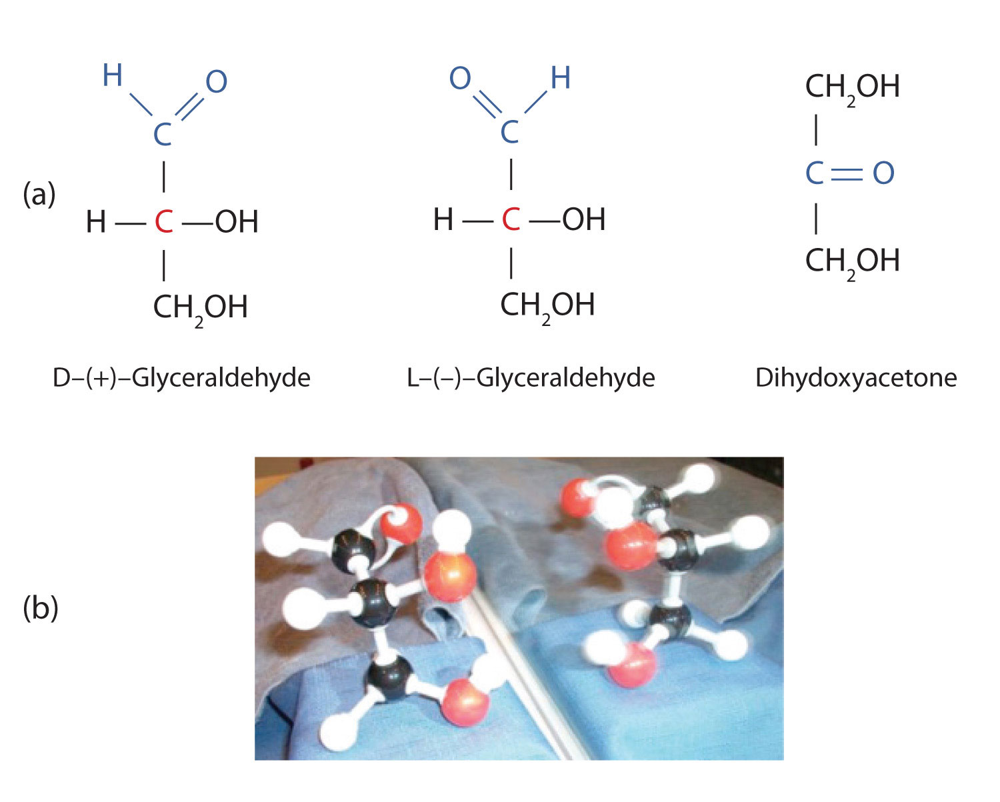 H O O H CH₂OH
C C
C = O
(a)
H — C — OH H — C — OH
CH₂OH
CH₂OH CH₂OH
D–(+)–Glyceraldehyde L–(–)–Glyceraldehyde Dihydoxyacetone
(b)